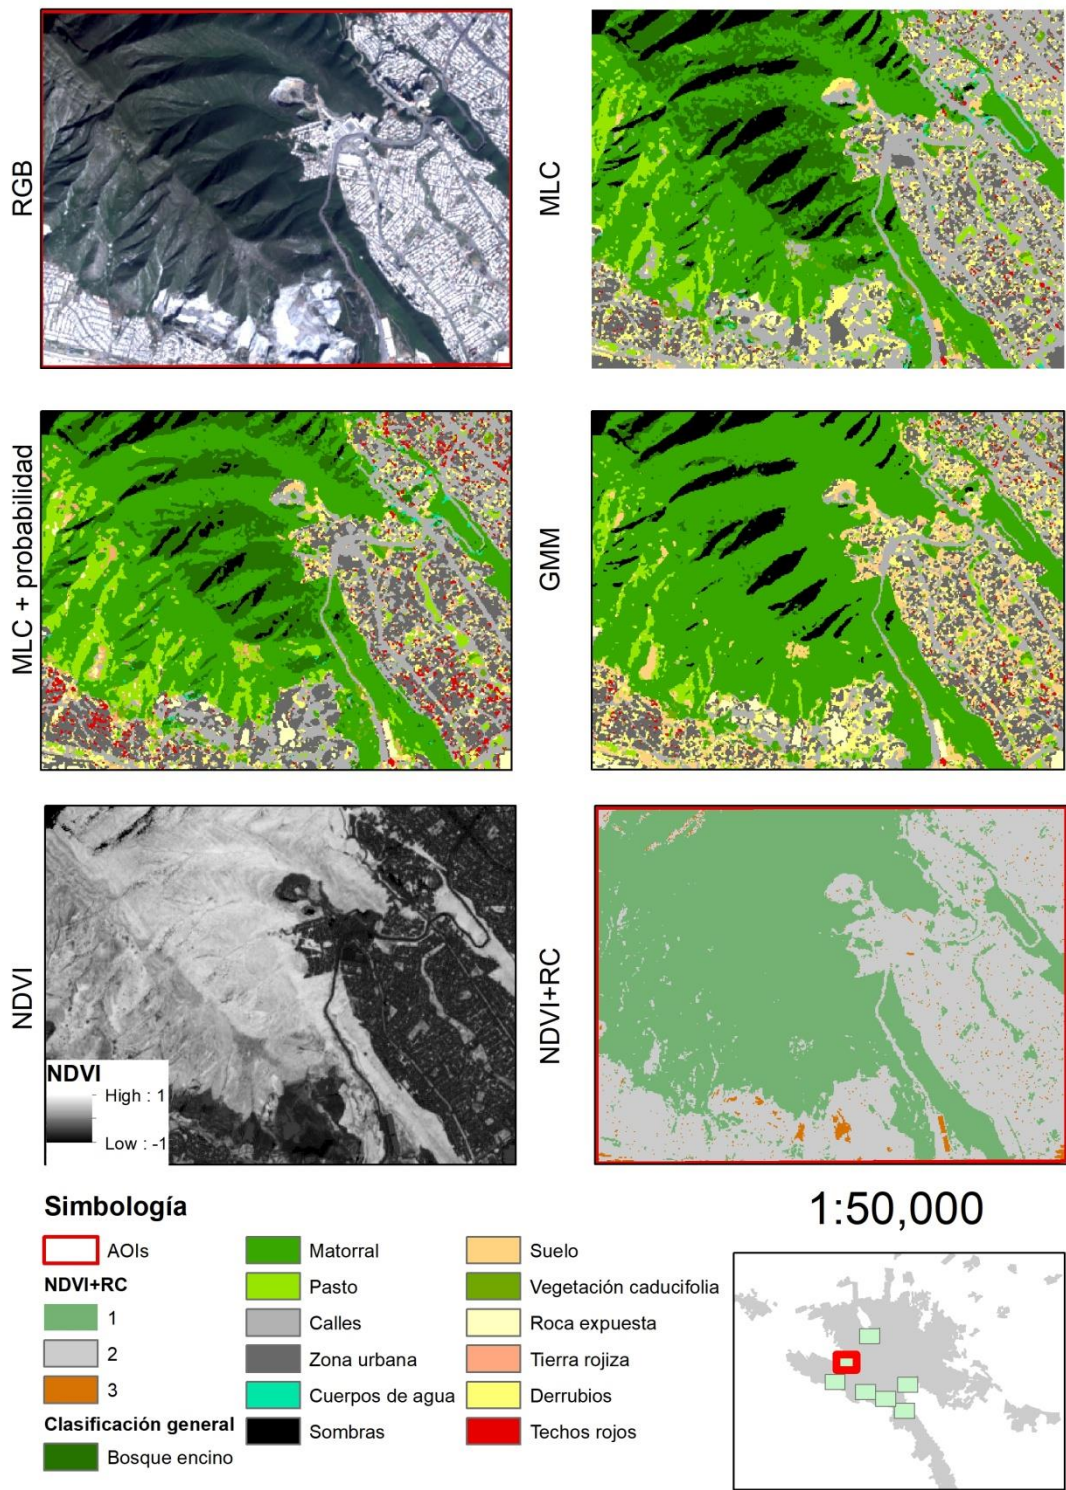 RGB
MLC
MLC + probabilidad
GMM
NDVI
NDVI
High : 1
Low : -1
NDVI+RC
Simbología
AOIs
NDVI+RC
1
2
3
Clasificación general
Bosque encino
Matorral
Pasto
Calles
Zona urbana
Cuerpos de agua
Sombras
Suelo
Vegetación caducifolia
Roca expuesta
Tierra rojiza
Derrubios
Techos rojos
1:50,000